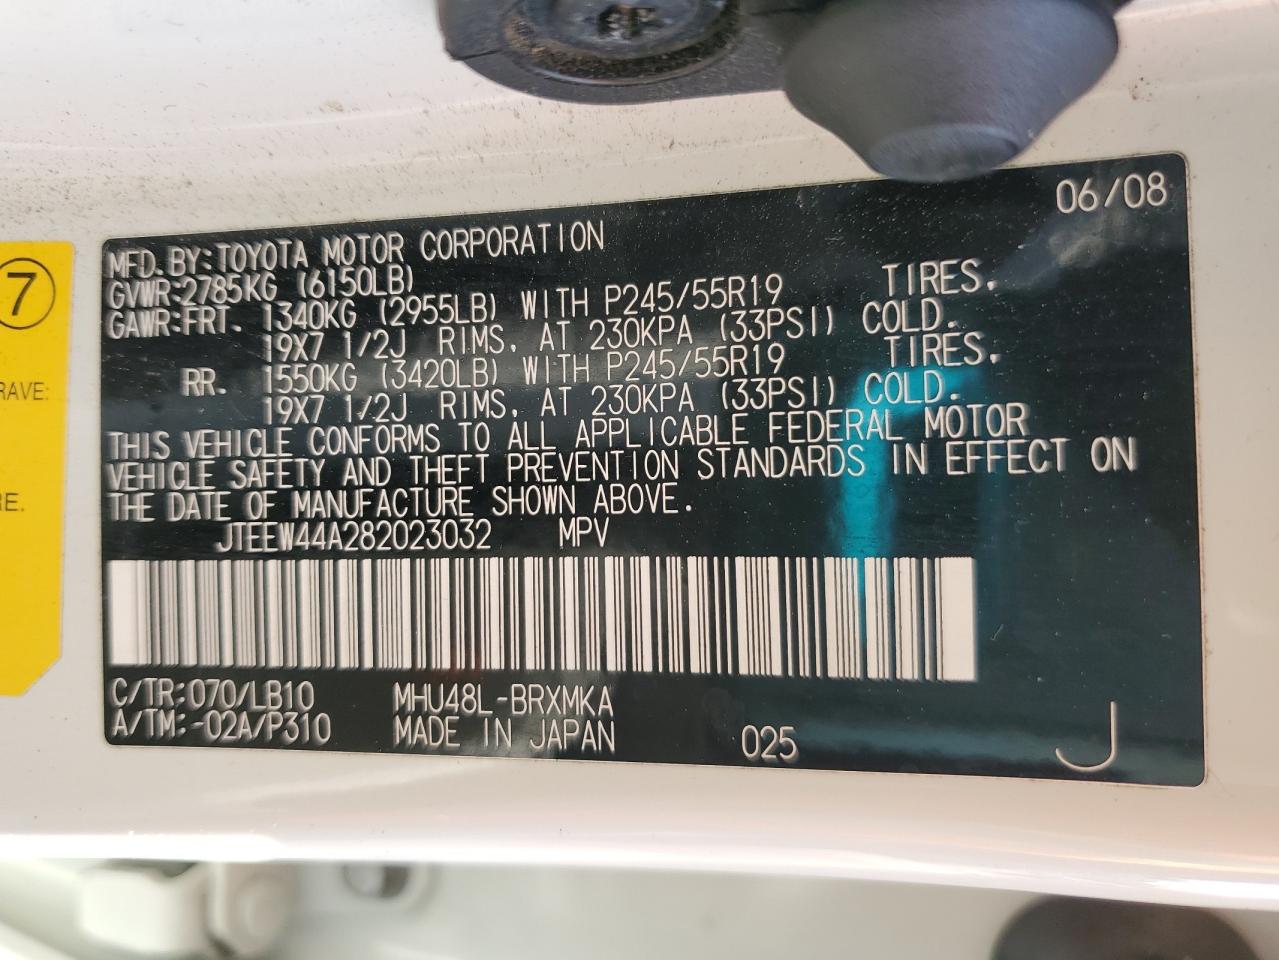 06/08
MFD. BY: TOYOTA MOTOR CORPORATION
GVWR: 2785KG (6150LB)
GAWR: FRT. 1340KG (2955LB) WITH P245/55R19 TIRES,
19X7 1/2J RIMS, AT 230KPA (33PSI) COLD.
RR. 1550KG (3420LB) WITH P245/55R19 TIRES,
19X7 1/2J RIMS, AT 230KPA (33PSI) COLD.
THIS VEHICLE CONFORMS TO ALL APPLICABLE FEDERAL MOTOR
VEHICLE SAFETY AND THEFT PREVENTION STANDARDS IN EFFECT ON
THE DATE OF MANUFACTURE SHOWN ABOVE.
JTEEW44A282023032 MPV
C/TR: 070/LB10 MHU48L-BRXMKA
A/TM: -02A/P310 MADE IN JAPAN 025 J
7
RAVE:
RE.